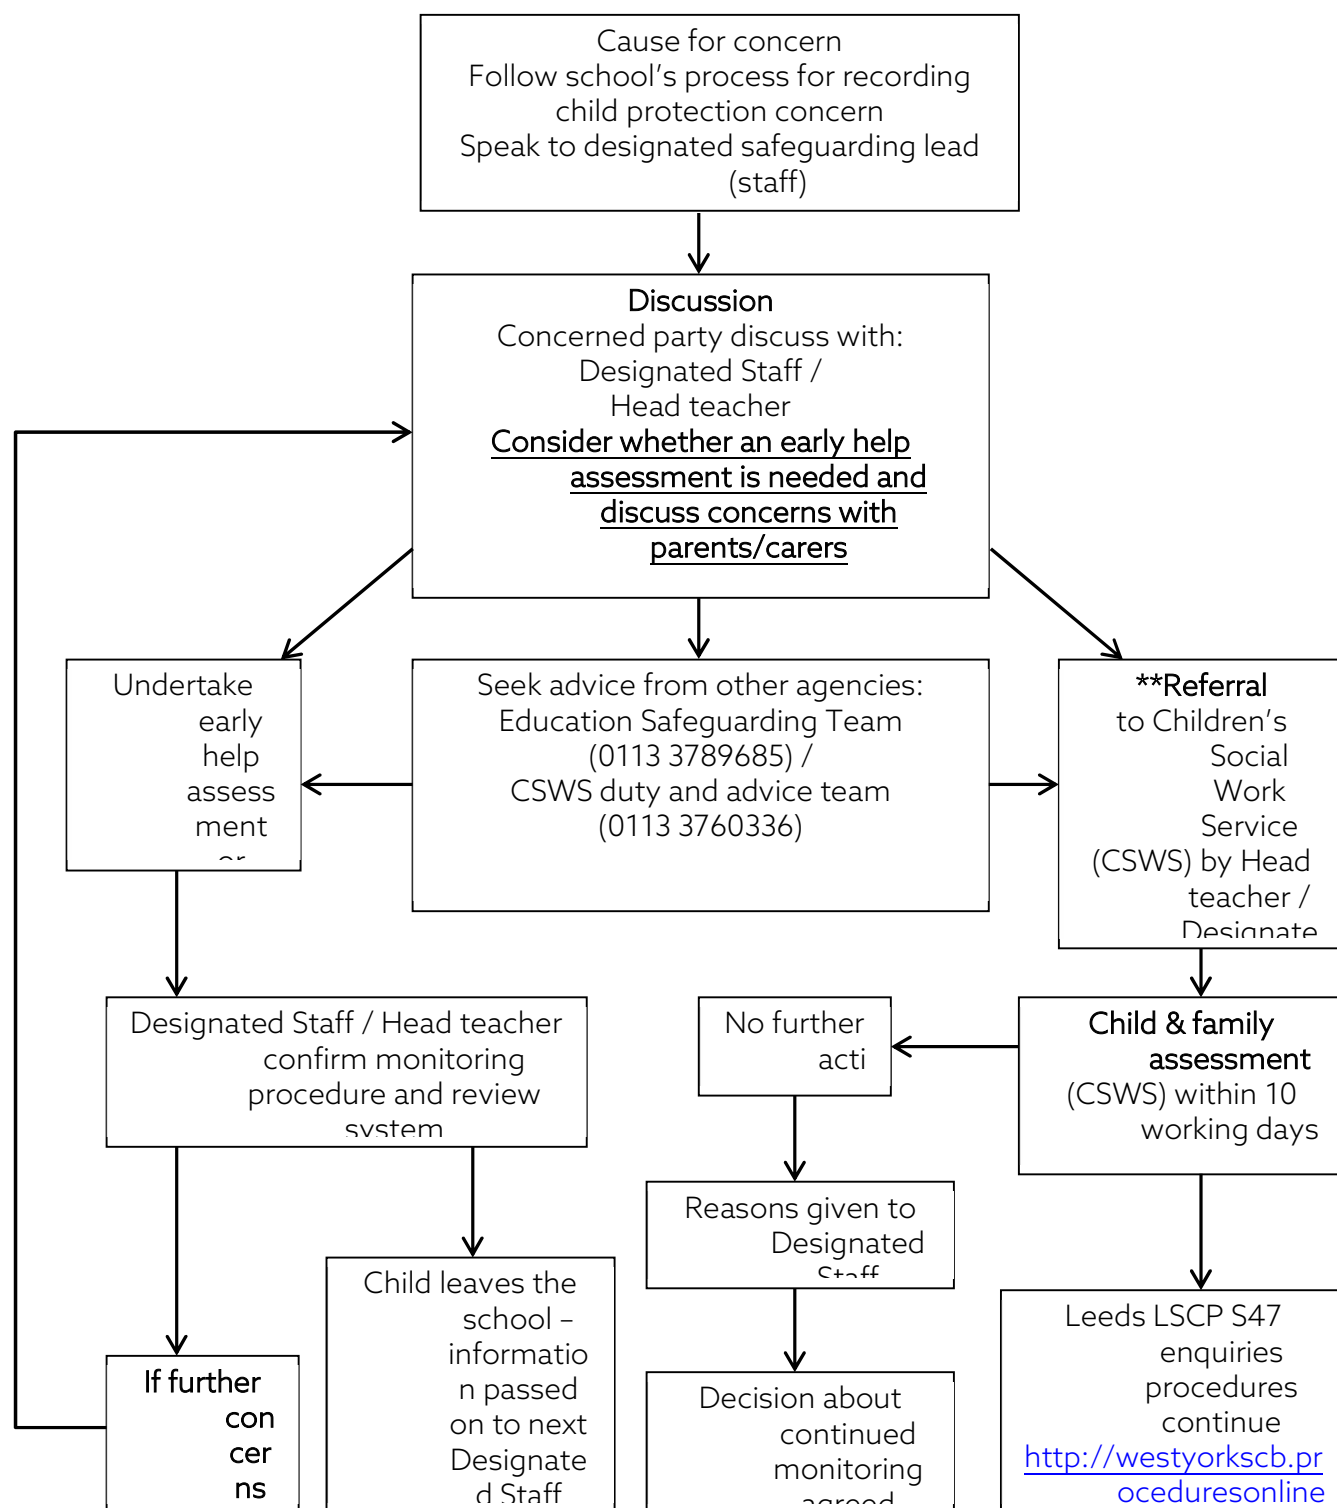 Cause for concern
Follow school’s process for recording
child protection concern
Speak to designated safeguarding lead
(staff)
Discussion
Concerned party discuss with:
Designated Staff /
Head teacher
Consider whether an early help
assessment is needed and
discuss concerns with
parents/carers
Undertake
early
help
assess
ment
or
Seek advice from other agencies:
Education Safeguarding Team
(0113 3789685) /
CSWS duty and advice team
(0113 3760336)
**Referral
to Children’s
Social
Work
Service
(CSWS) by Head
teacher /
Designate
Designated Staff / Head teacher
confirm monitoring
procedure and review
system
No further
acti
Child & family
assessment
(CSWS) within 10
working days
Reasons given to
Designated
Staff
Child leaves the
school –
informatio
n passed
on to next
Designate
d Staff
If further
con
cer
ns
Decision about
continued
monitoring
agreed
Leeds LSCP S47
enquiries
procedures
continue
http://westyorkscb.pr
oceduresonline